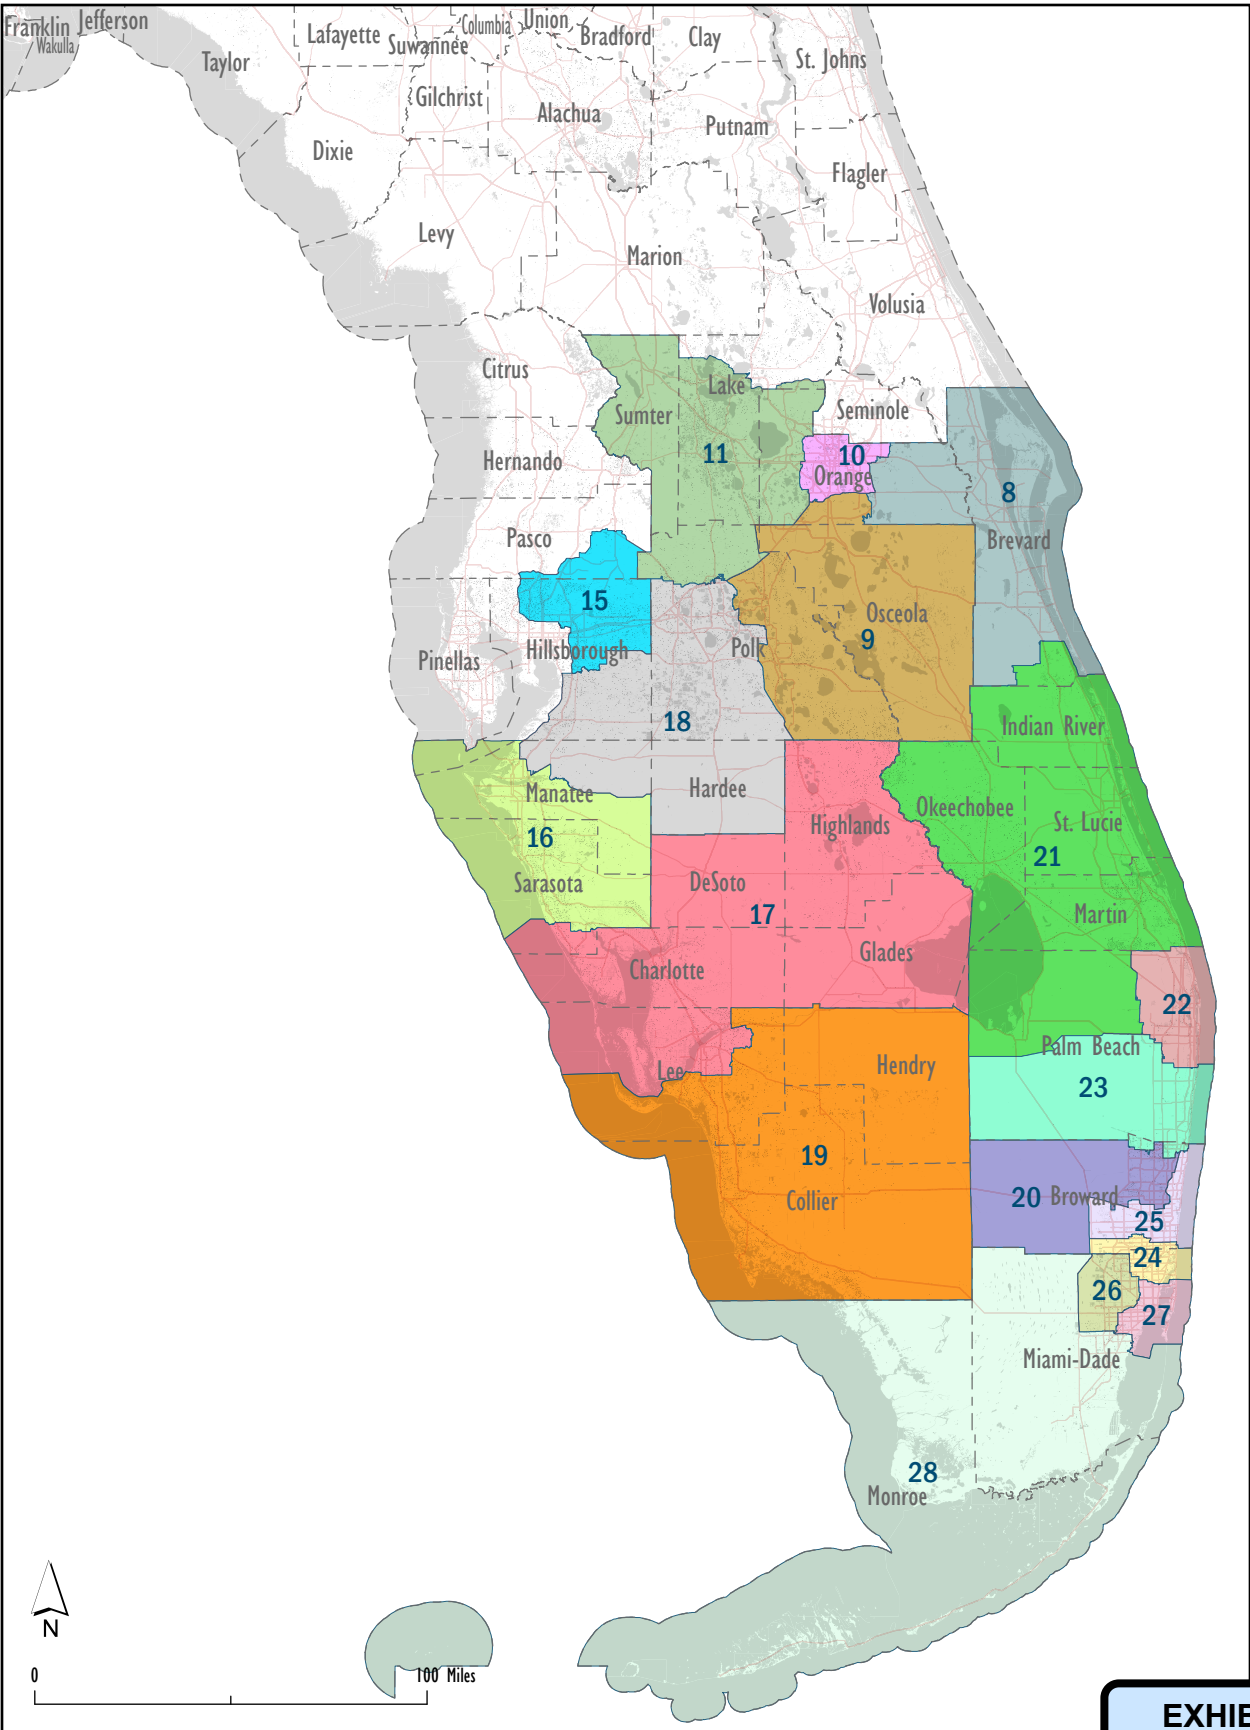 Franklin
Jefferson
Wakulla
Taylor
Lafayette
Suwannee
Columbia
Union
Bradford
Clay
St. Johns
Gilchrist
Alachua
Putnam
Dixie
Flagler
Levy
Marion
Volusia
Citrus
Lake
Sumter
Seminole
11
10
Orange
Hernando
8
Pasco
Brevard
15
Osceola
9
Hillsborough
Polk
Pinellas
18
Indian River
Manatee
Hardee
Okeechobee
16
Highlands
St. Lucie
21
Sarasota
DeSoto
17
Martin
Charlotte
Glades
22
Palm Beach
Lee
Hendry
23
19
Collier
20
Broward
25
24
26
27
Miami-Dade
28
Monroe
N
0
100 Miles